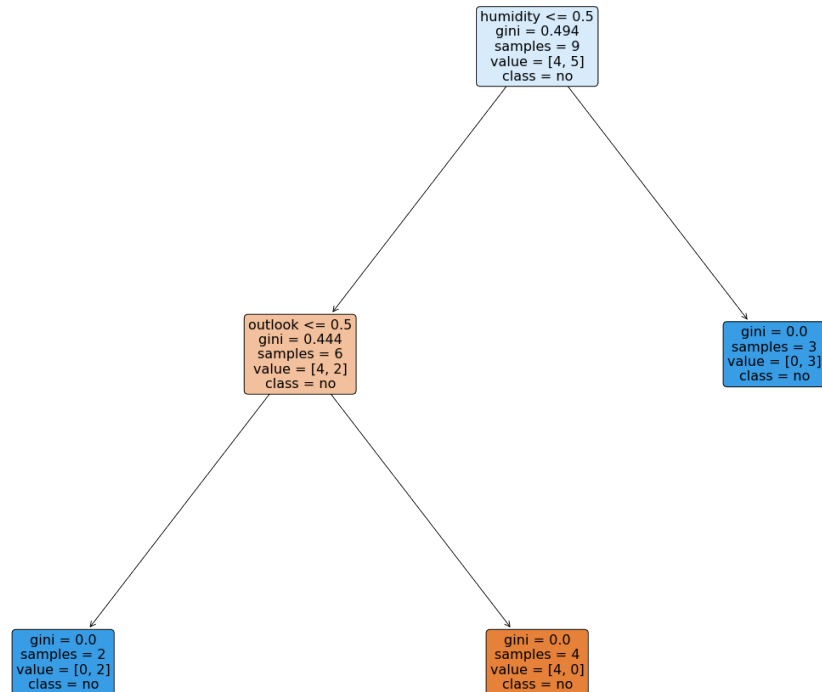 humidity <= 0.5
gini = 0.494
samples = 9
value = [4, 5]
class = no
outlook <= 0.5
gini = 0.444
samples = 6
value = [4, 2]
class = no
gini = 0.0
samples = 3
value = [0, 3]
class = no
gini = 0.0
samples = 2
value = [0, 2]
class = no
gini = 0.0
samples = 4
value = [4, 0]
class = no